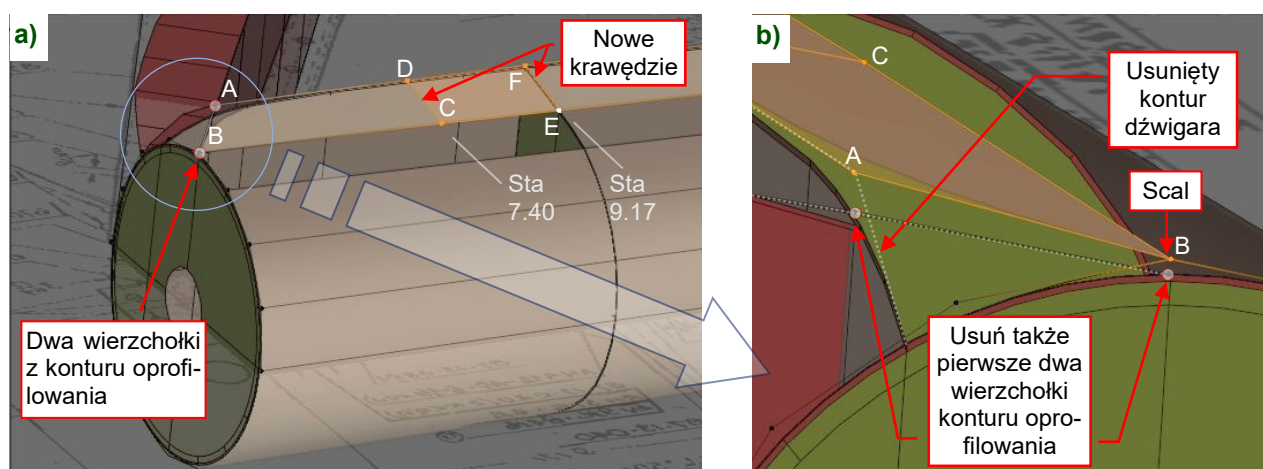 a)
Nowe
krawędzie
A
B
D
C
F
E
Sta
7.40
Sta
9.17
Dwa wierzchołki
z konturu oprofi-
lowania
b)
C
Usunięty
kontur
dźwigara
A
Scal
B
Usuń także
pierwsze dwa
wierzchołki
konturu opro-
filowania